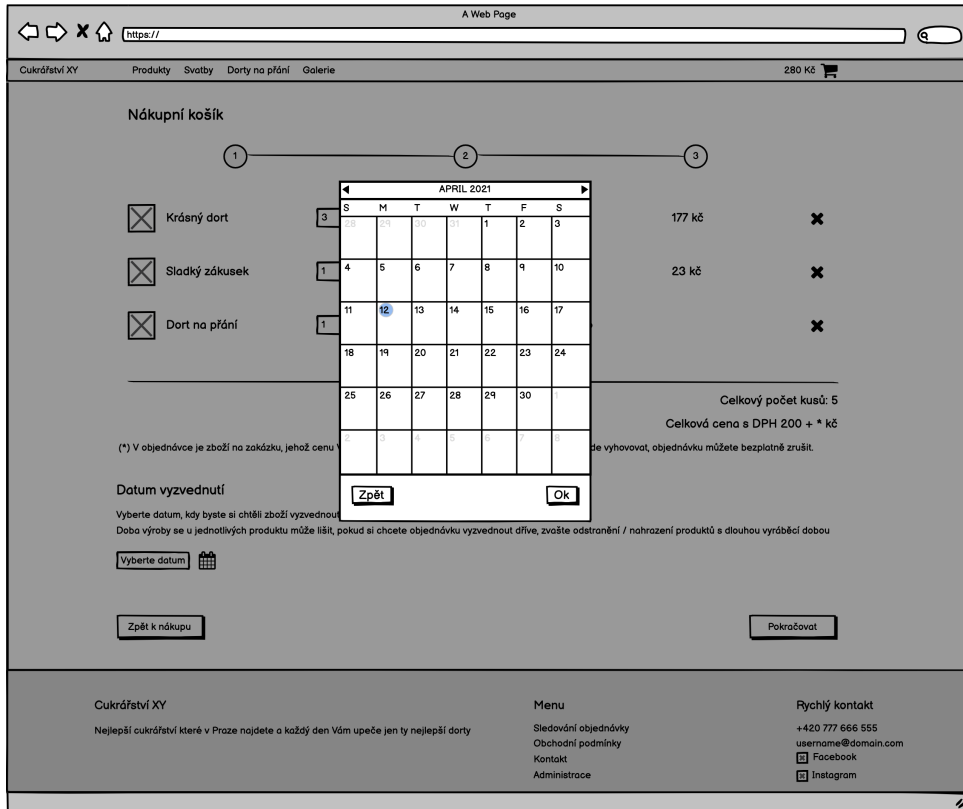 A Web Page
https://
Cukrářství XY Produkty Svatby Dorty na přání Galerie 280 Kč
Nákupní košík
1 2 3
Krásný dort 3 177 kč
Sladký zákusek 1 23 kč
Dort na přání 1
APRIL 2021
S M T W T F S
28 29 30 31 1 2 3
4 5 6 7 8 9 10
11 12 13 14 15 16 17
18 19 20 21 22 23 24
25 26 27 28 29 30 1
2 3 4 5 6 7 8
Zpět Ok
Celkový počet kusů: 5
Celková cena s DPH 200 + * kč
(*) V objednávce je zboží na zakázku, jehož cenu de vyhovovat, objednávku můžete bezplatně zrušit.
Datum vyzvednutí
Vyberte datum, kdy byste si chtěli zboží vyzvednout
Doba výroby se u jednotlivých produktu může lišit, pokud si chcete objednávku vyzvednout dříve, zvašte odstranění / nahrazení produktů s dlouhou vyráběcí dobou
Vyberte datum
Zpět k nákupu Pokračovat
Cukrářství XY
Nejlepší cukrářství které v Praze najdete a každý den Vám upeče jen ty nejlepší dorty
Menu
Sledování objednávky
Obchodní podmínky
Kontakt
Administrace
Rychlý kontakt
+420 777 666 555
username@domain.com
Facebook
Instagram